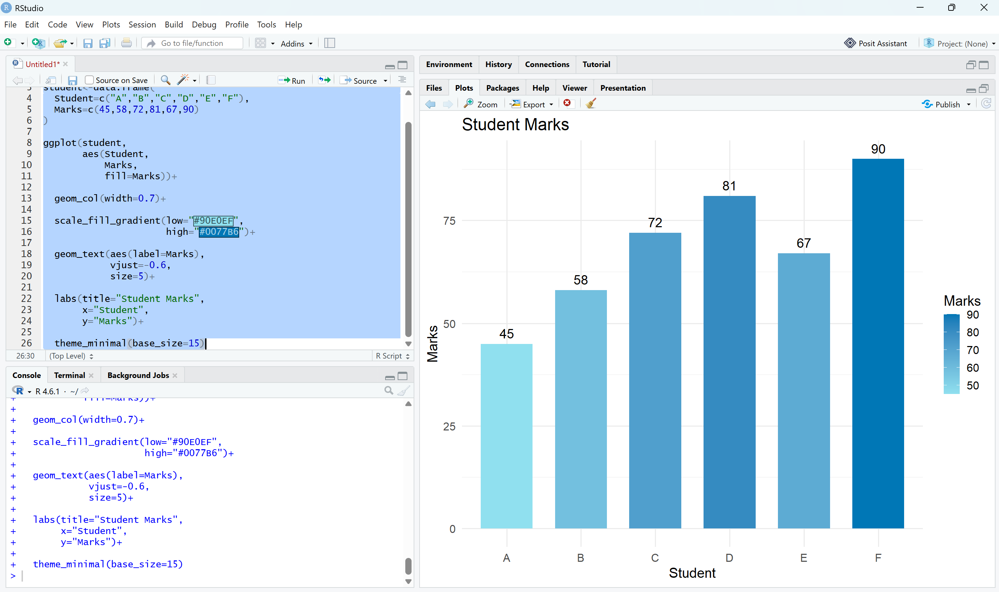 RStudio
File Edit Code View Plots Session Build Debug Profile Tools Help
Go to file/function Addins Posit Assistant Project: (None)
Untitled1*
Source on Save Run Source
3 student<-data.frame(
4 Student=c("A","B","C","D","E","F"),
5 Marks=c(45,58,72,81,67,90)
6 )
7
8 ggplot(student,
9 aes(Student,
10 Marks,
11 fill=Marks))+
12
13 geom_col(width=0.7)+
14
15 scale_fill_gradient(low="#90E0EF",
16 high="#0077B6")+
17
18 geom_text(aes(label=Marks),
19 vjust=-0.6,
20 size=5)+
21
22 labs(title="Student Marks",
23 x="Student",
24 y="Marks")+
25
26 theme_minimal(base_size=15)
26:30 (Top Level) R Script
Console Terminal Background Jobs
R R 4.6.1 · ~/
+ fill=Marks))+
+
+ geom_col(width=0.7)+
+
+ scale_fill_gradient(low="#90E0EF",
+ high="#0077B6")+
+
+ geom_text(aes(label=Marks),
+ vjust=-0.6,
+ size=5)+
+
+ labs(title="Student Marks",
+ x="Student",
+ y="Marks")+
+
+ theme_minimal(base_size=15)
>
Environment History Connections Tutorial
Files Plots Packages Help Viewer Presentation
Zoom Export Publish
Student Marks
90
81
75
72
67
58
50
45
25
0
Marks
A B C D E F
Student
Marks
90
80
70
60
50